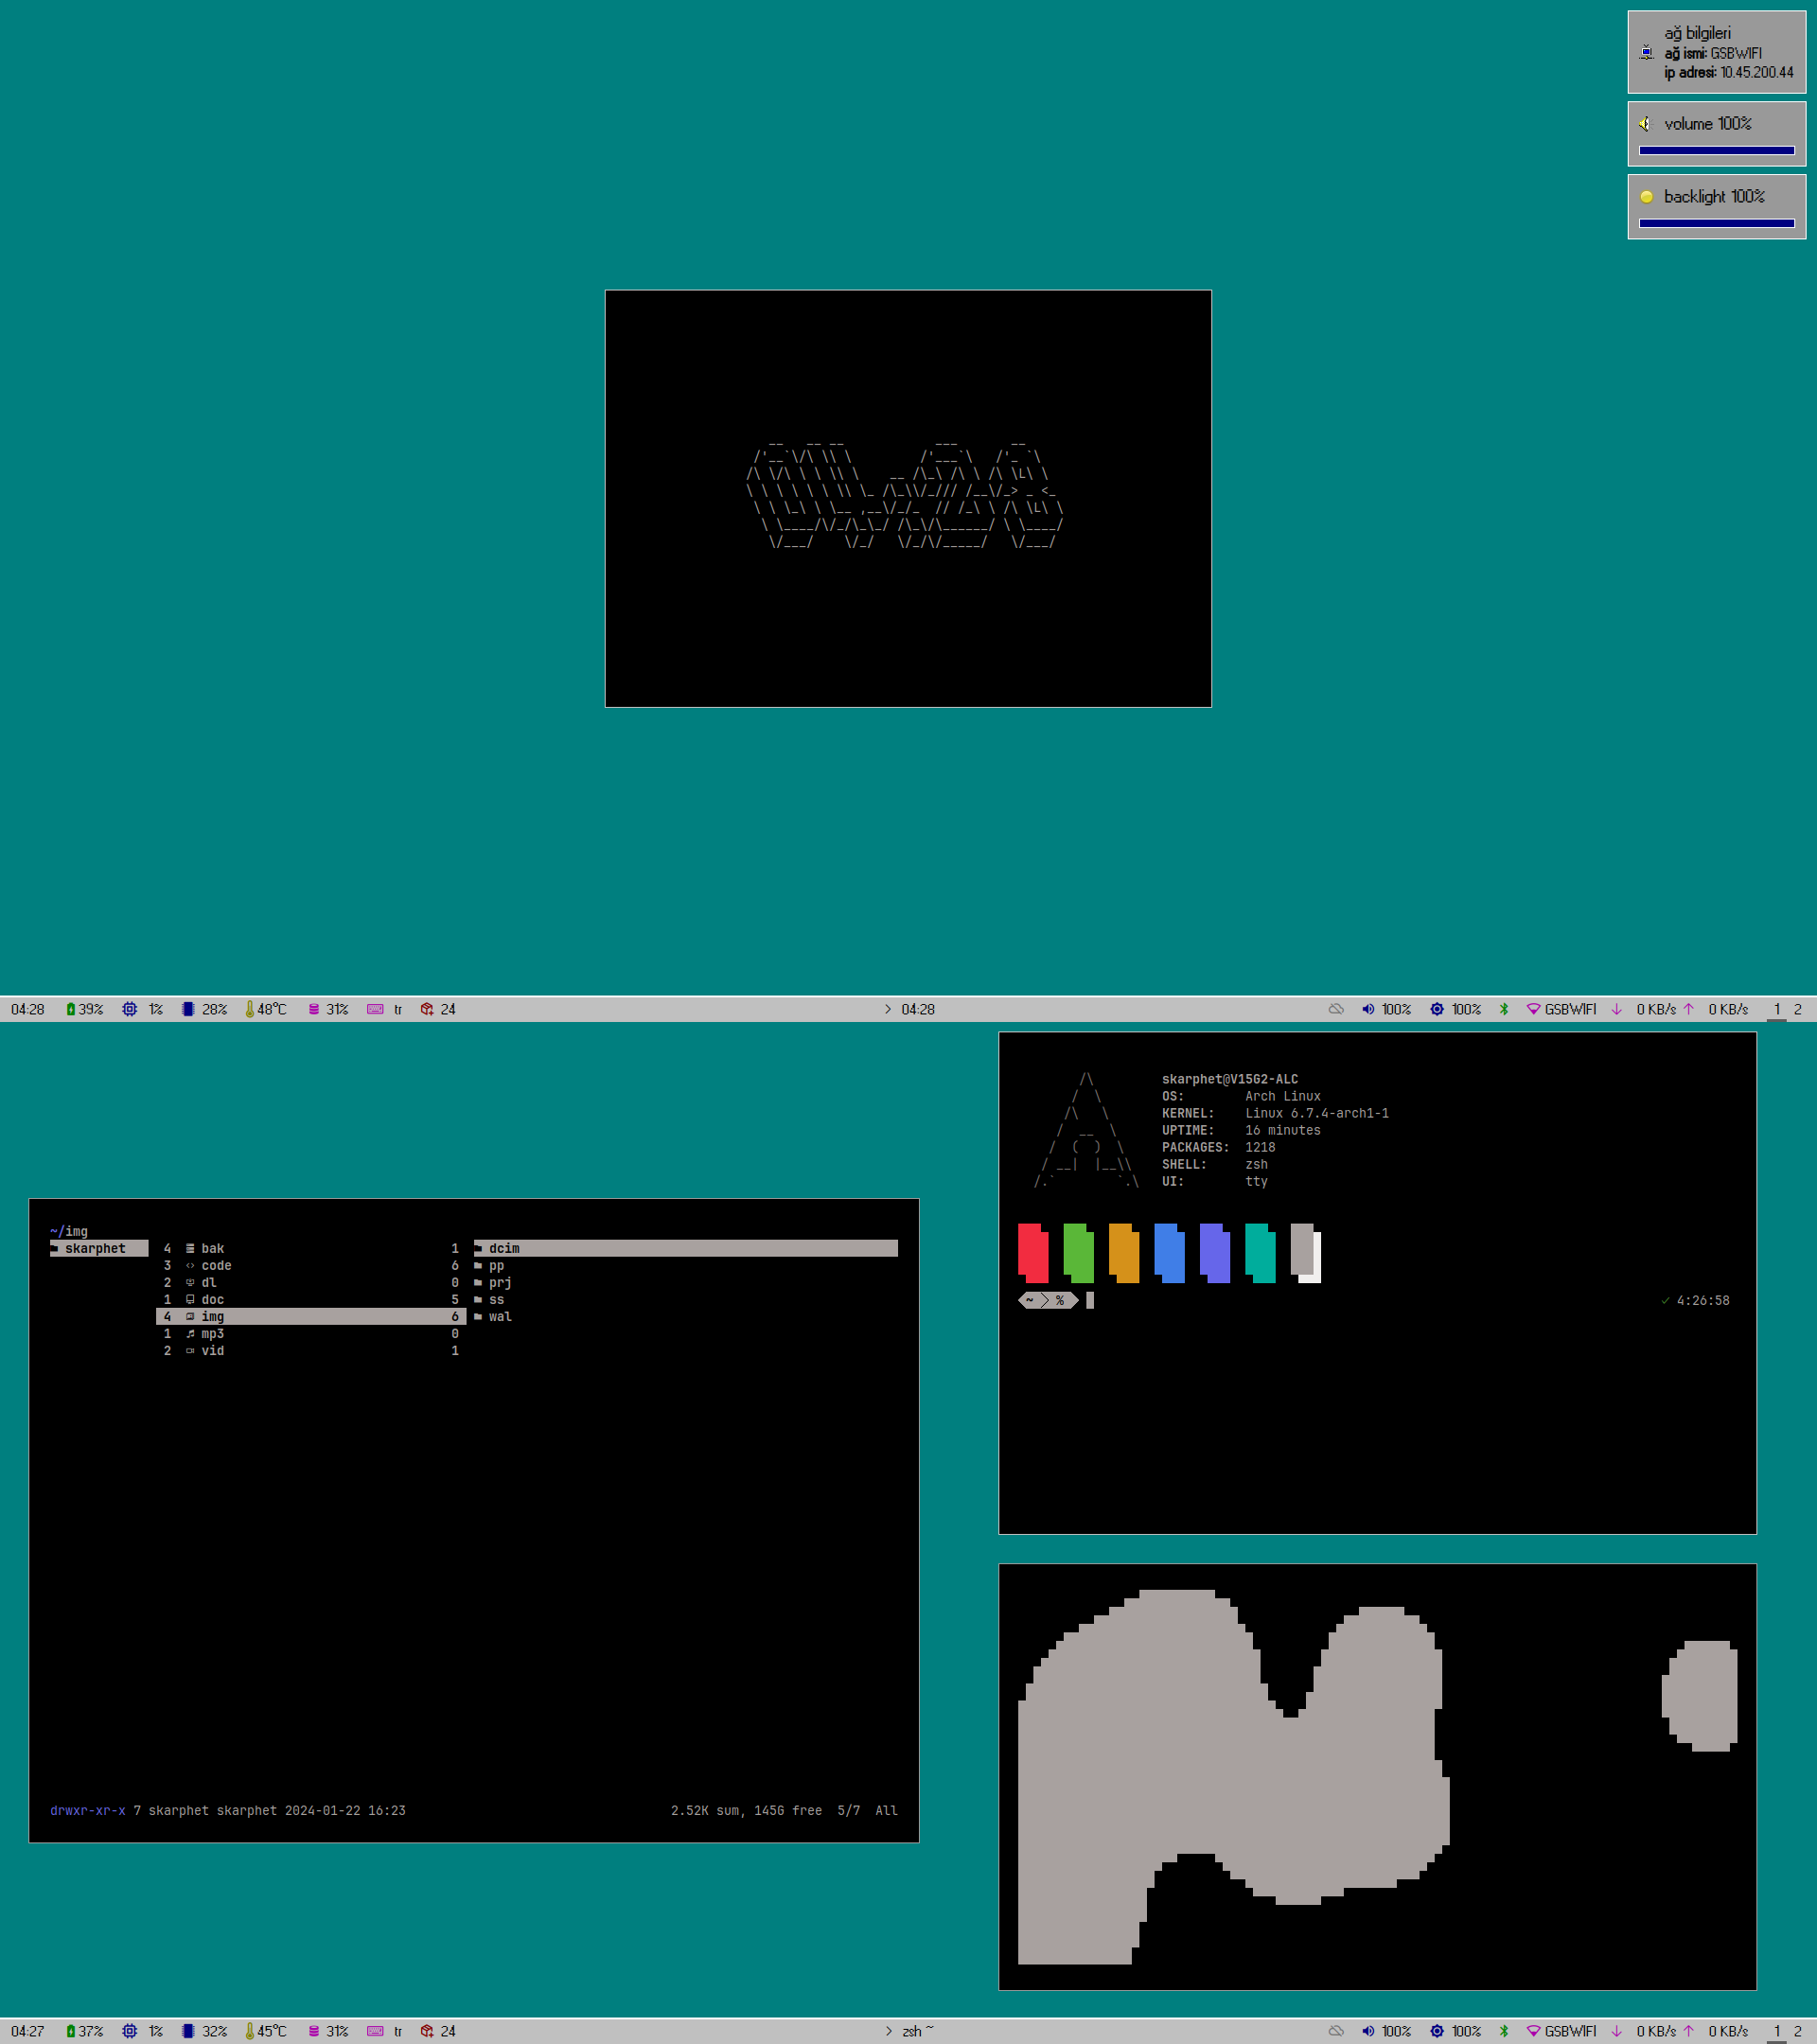 ağ bilgileri
ağ ismi: GSBWIFI
ip adresi: 10.45.200.44
volume 100%
backlight 100%
04:28
04:28 39% 1% 28% 48°C 31% tr 24 > 04:28 100% 100% GSBWIFI ↓ 0 KB/s ↑ 0 KB/s 1 2
skarphet@V15G2-ALC
OS: Arch Linux
KERNEL: Linux 6.7.4-arch1-1
UPTIME: 16 minutes
PACKAGES: 1218
SHELL: zsh
UI: tty
~ > % ✓ 4:26:58
~/img
skarphet 4 bak 1 dcim
3 code 6 pp
2 dl 0 prj
1 doc 5 ss
4 img 6 wal
1 mp3 0
2 vid 1
drwxr-xr-x 7 skarphet skarphet 2024-01-22 16:23 2.52K sum, 145G free 5/7 All
04:27 37% 1% 32% 45°C 31% tr 24 > zsh ~ 100% 100% GSBWIFI ↓ 0 KB/s ↑ 0 KB/s 1 2